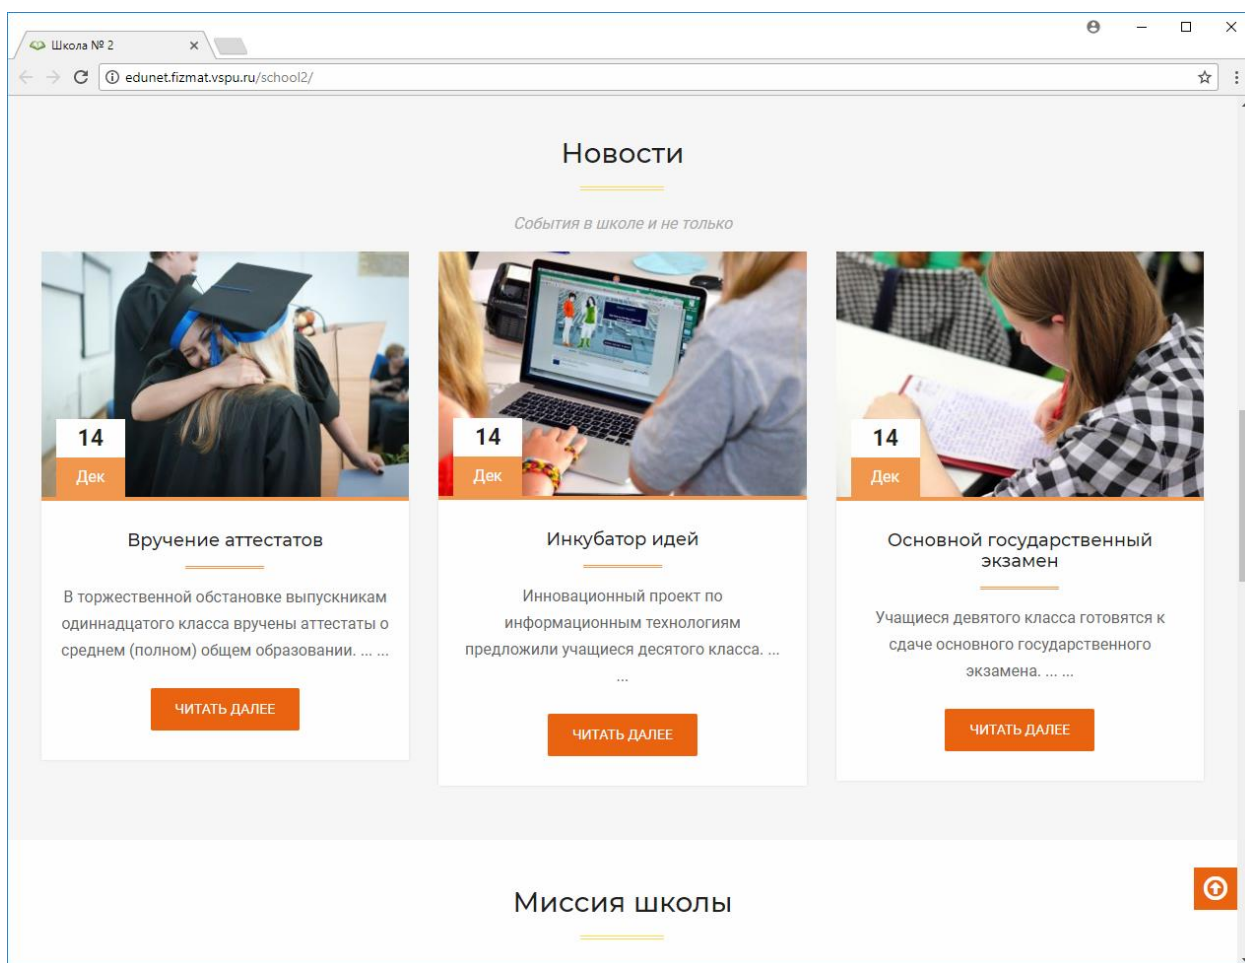 Школа № 2
edunet.fizmat.vspu.ru/school2/
Новости
События в школе и не только
14
Дек
14
Дек
14
Дек
Вручение аттестатов
В торжественной обстановке выпускникам
одиннадцатого класса вручены аттестаты о
среднем (полном) общем образовании. ... ...
ЧИТАТЬ ДАЛЕЕ
Инкубатор идей
Инновационный проект по
информационным технологиям
предложили учащиеся десятого класса. ...
...
ЧИТАТЬ ДАЛЕЕ
Основной государственный
экзамен
Учащиеся девятого класса готовятся к
сдаче основного государственного
экзамена. ... ...
ЧИТАТЬ ДАЛЕЕ
Миссия школы